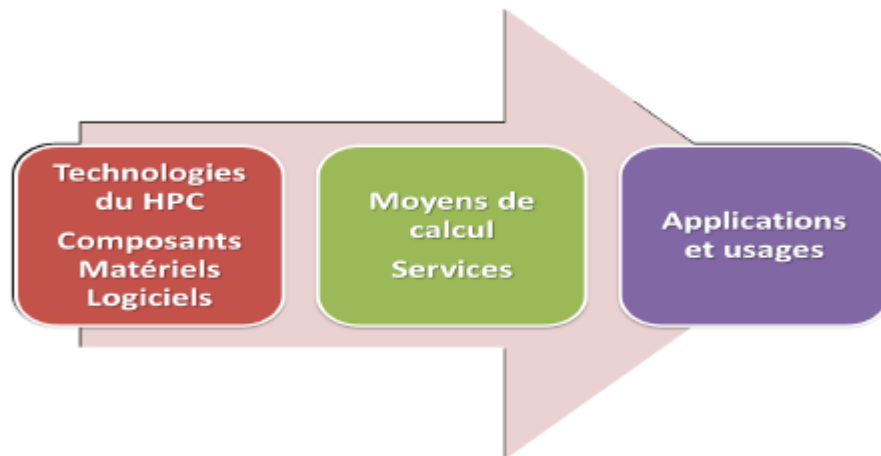 Technologies
du HPC
Composants
Matériels
Logiciels
Moyens de
calcul
Services
Applications
et usages